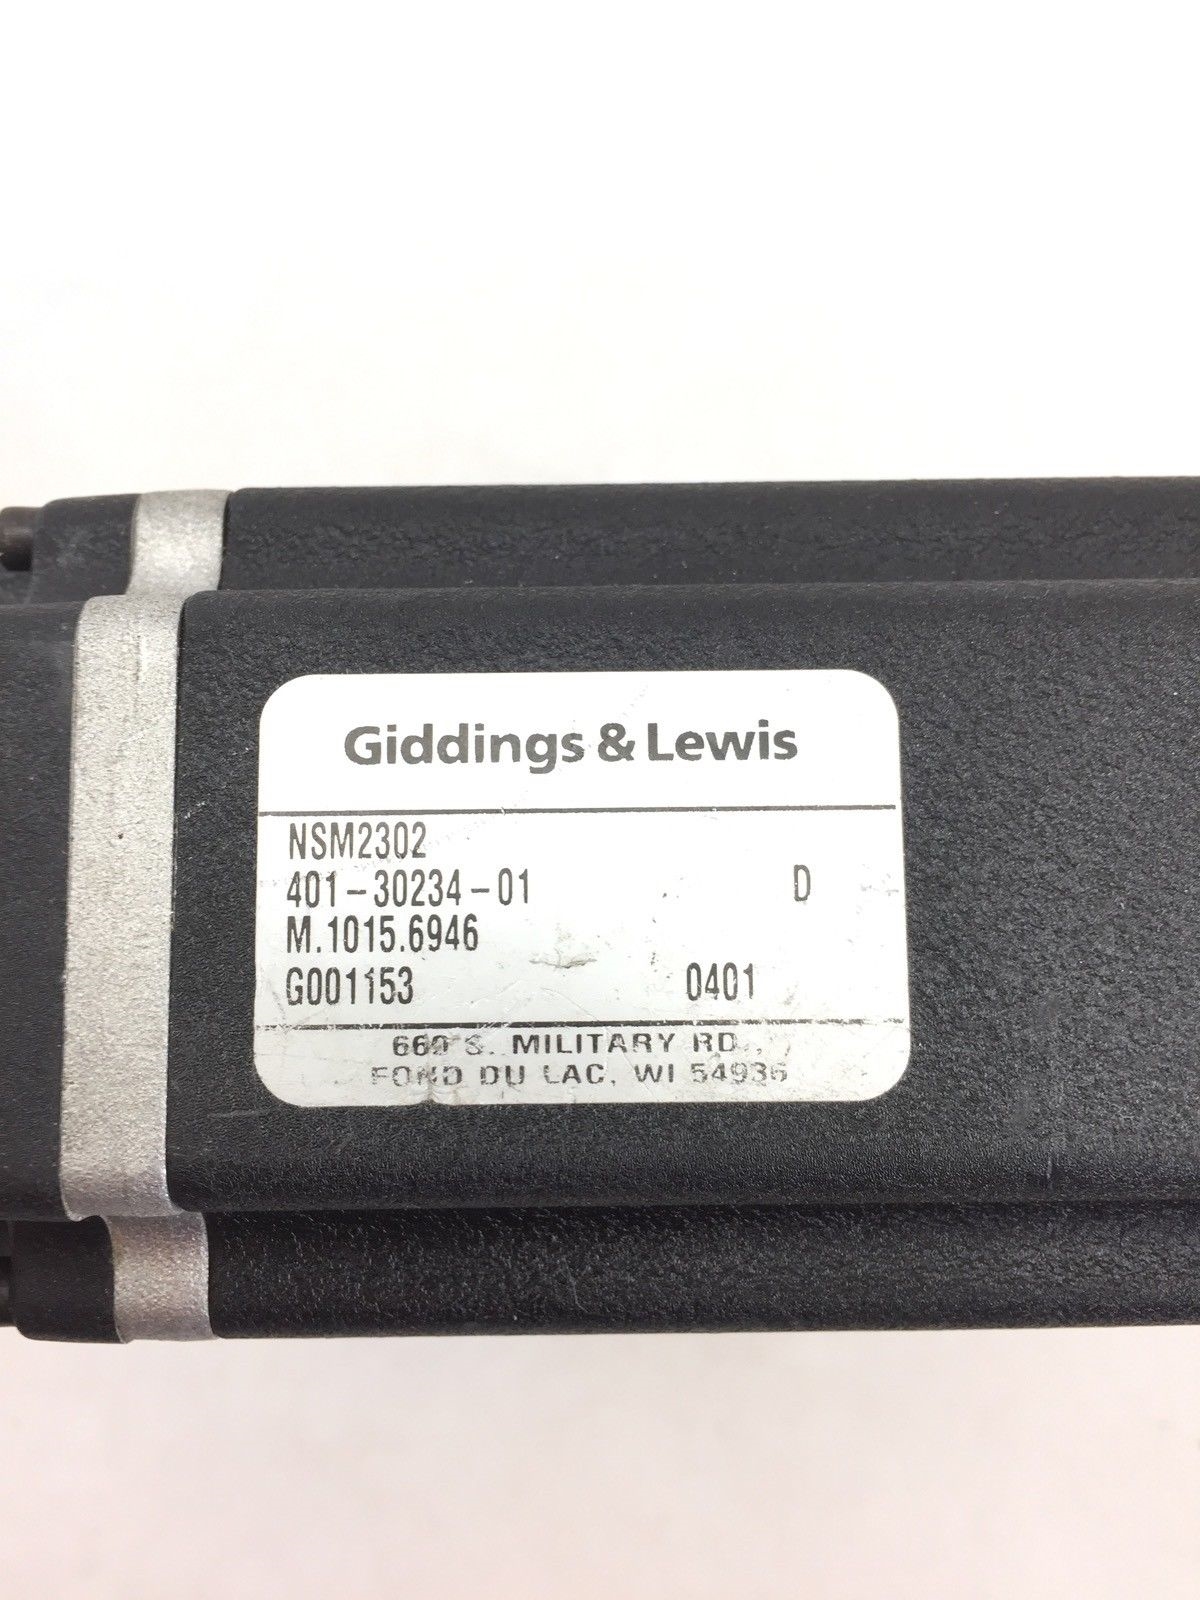 Giddings & Lewis
NSM2302
401-30234-01 D
M.1015.6946
G001153 0401
660 S. MILITARY RD.,
FOND DU LAC, WI 54936